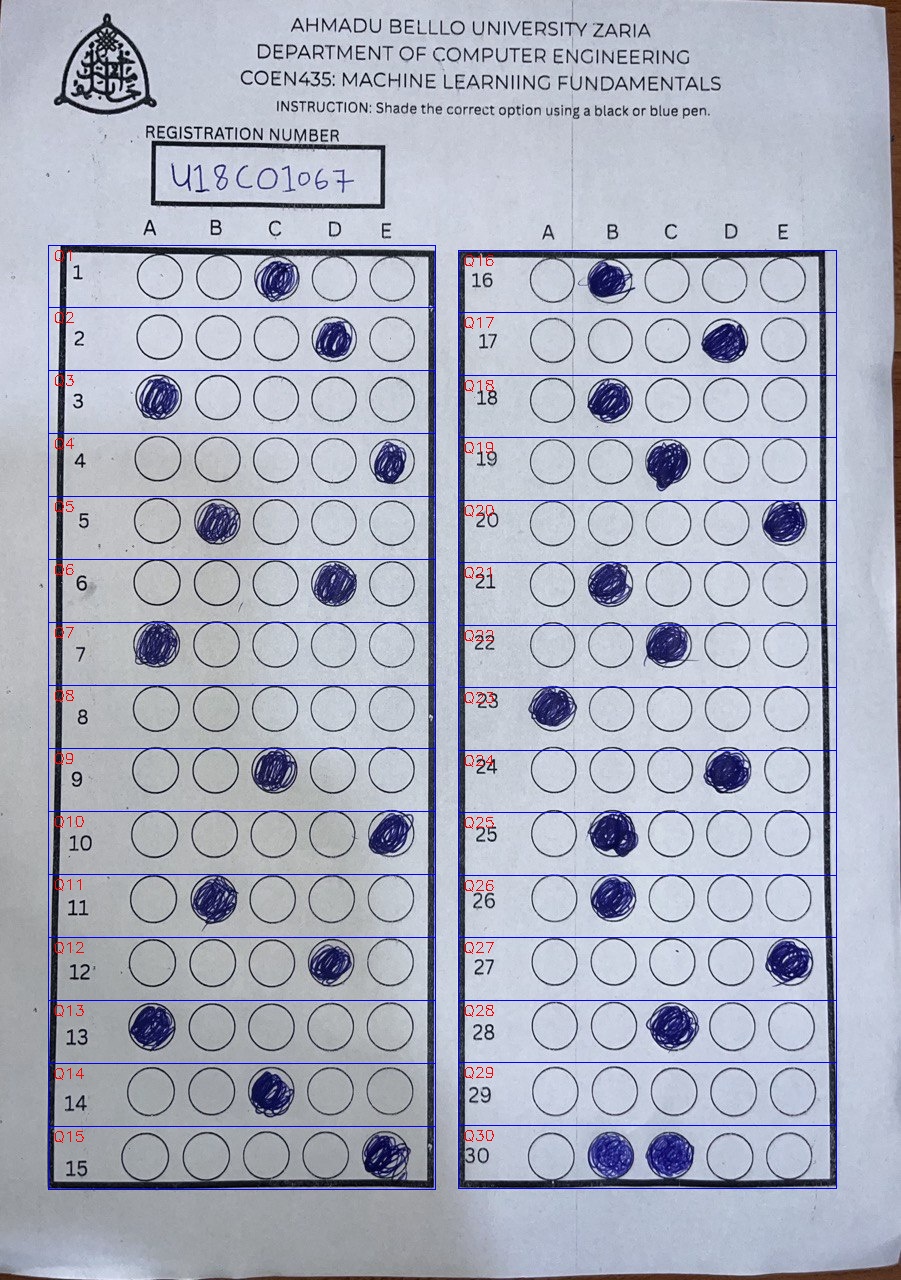 AHMADU BELLLO UNIVERSITY ZARIA
DEPARTMENT OF COMPUTER ENGINEERING
COEN435: MACHINE LEARNIING FUNDAMENTALS
INSTRUCTION: Shade the correct option using a black or blue pen.
REGISTRATION NUMBER
U18CO1067
A B C D E
Q1 1
Q2 2
Q3 3
Q4 4
Q5 5
Q6 6
Q7 7
Q8 8
Q9 9
Q10 10
Q11 11
Q12 12
Q13 13
Q14 14
Q15 15
A B C D E
Q16 16
Q17 17
Q18 18
Q19 19
Q20 20
Q21 21
Q22 22
Q23 23
Q24 24
Q25 25
Q26 26
Q27 27
Q28 28
Q29 29
Q30 30